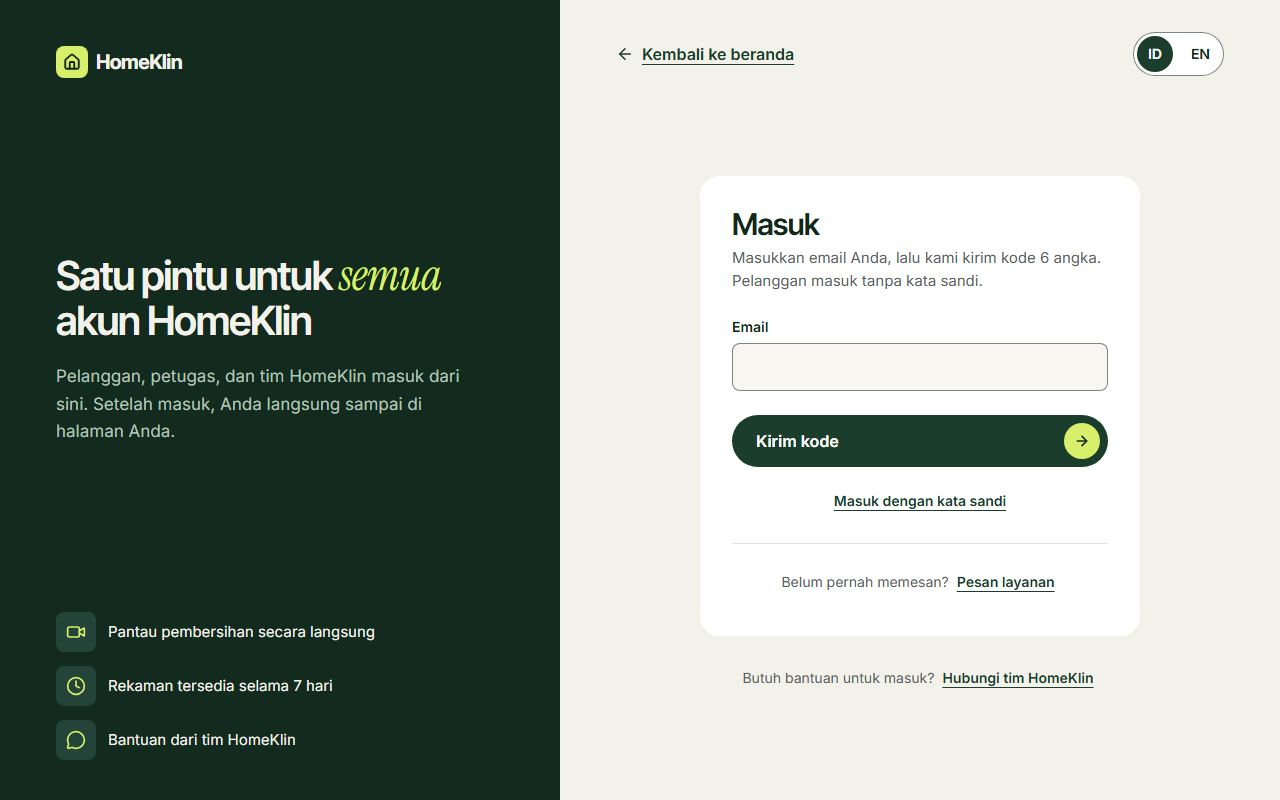 HomeKlin
Satu pintu untuk semua
akun HomeKlin
Pelanggan, petugas, dan tim HomeKlin masuk dari
sini. Setelah masuk, Anda langsung sampai di
halaman Anda.
Pantau pembersihan secara langsung
Rekaman tersedia selama 7 hari
Bantuan dari tim HomeKlin
Kembali ke beranda
ID EN
Masuk
Masukkan email Anda, lalu kami kirim kode 6 angka.
Pelanggan masuk tanpa kata sandi.
Email
Kirim kode
Masuk dengan kata sandi
Belum pernah memesan? Pesan layanan
Butuh bantuan untuk masuk? Hubungi tim HomeKlin